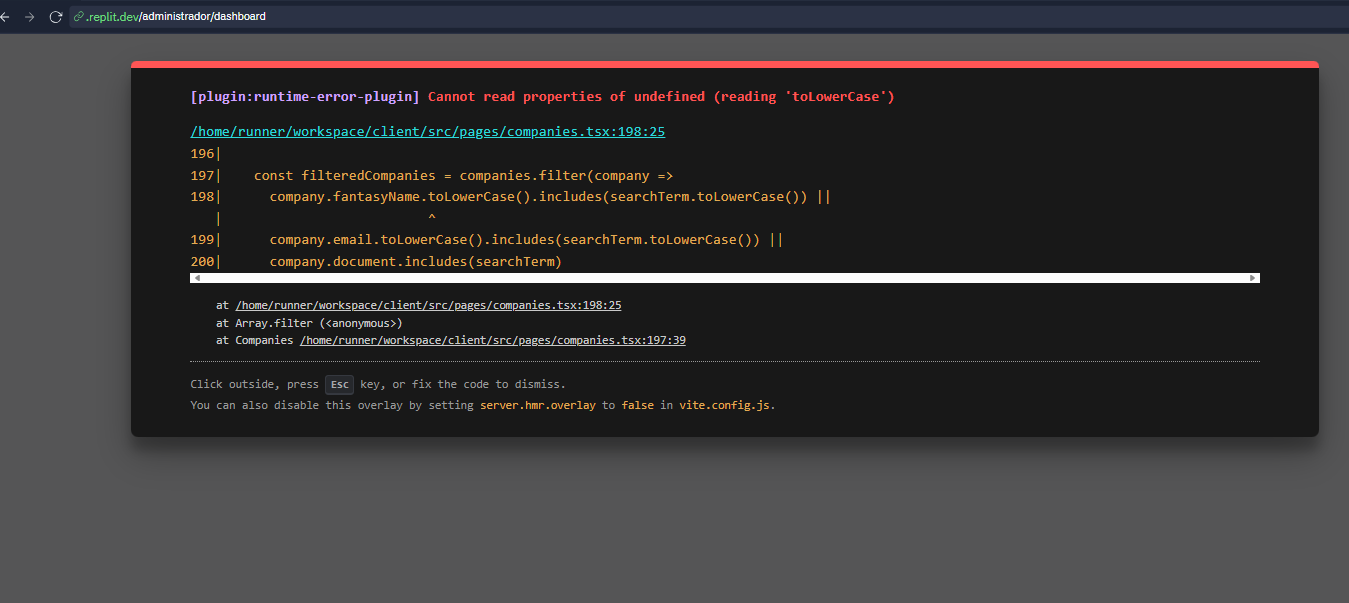 .replit.dev/administrador/dashboard
[plugin:runtime-error-plugin] Cannot read properties of undefined (reading 'toLowerCase')
/home/runner/workspace/client/src/pages/companies.tsx:198:25
196|
197|    const filteredCompanies = companies.filter(company =>
198|      company.fantasyName.toLowerCase().includes(searchTerm.toLowerCase()) ||
   |                          ^
199|      company.email.toLowerCase().includes(searchTerm.toLowerCase()) ||
200|      company.document.includes(searchTerm)
at /home/runner/workspace/client/src/pages/companies.tsx:198:25
at Array.filter (<anonymous>)
at Companies /home/runner/workspace/client/src/pages/companies.tsx:197:39
Click outside, press Esc key, or fix the code to dismiss.
You can also disable this overlay by setting server.hmr.overlay to false in vite.config.js.